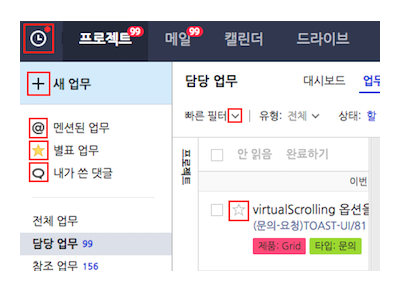 프로젝트 99 메일 99 캘린더 드라이브
+ 새 업무
@ 멘션된 업무
별표 업무
내가 쓴 댓글
전체 업무
담당 업무 99
참조 업무 156
담당 업무 대시보드 업무
빠른 필터 유형: 전체 상태: 할
프로젝트
안 읽음 완료하기
이번
virtualScrolling 옵션을
(문의-요청)TOAST-UI/81
제품: Grid 타입: 문의